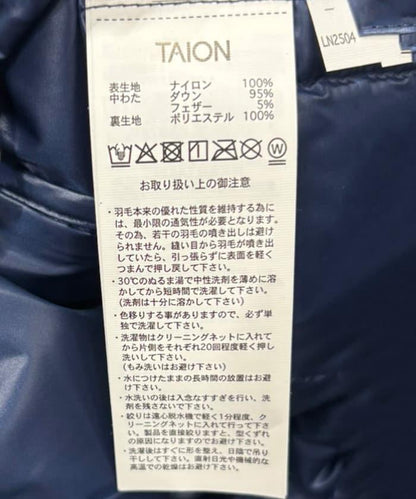 TAION
表生地 ナイロン 100%
中わた ダウン 95%
フェザー 5%
裏生地 ポリエステル 100%
お取り扱い上の御注意
・羽毛本来の優れた性質を維持する為に
は、最小限の通気性が必要となります。
その為、若干の羽毛の噴き出しは避け
られません。縫い目から羽毛が噴き出
していたら、引っ張らずに表面を軽く
つまんで押し戻して下さい。
・30℃のぬるま湯で中性洗剤を薄めに溶
かしてから短時間で洗濯して下さい。
(洗剤は十分に溶かして下さい)
・色移りする事がありますので、必ず単
独で洗濯して下さい。
・洗濯物はクリーニングネットに入れて
から片側をそれぞれ20回程度軽く押し
洗いして下さい。
(もみ洗いはお避け下さい)
・水につけたままの長時間の放置はお避け
下さい。
・水洗いの後は入念なすすぎを行い、洗
剤を残さないで下さい。
・絞りは遠心脱水機で軽く1分程度、ク
リーニングネットに入れて行って下さ
い。製品を直接絞りますと、型くずれ
の原因になりますのでお避け下さい。
・洗濯後はすぐに形を整え、日陰で吊り
干しして下さい。直射日光や機械的な
高温での乾燥はお避け下さい。
LN2504